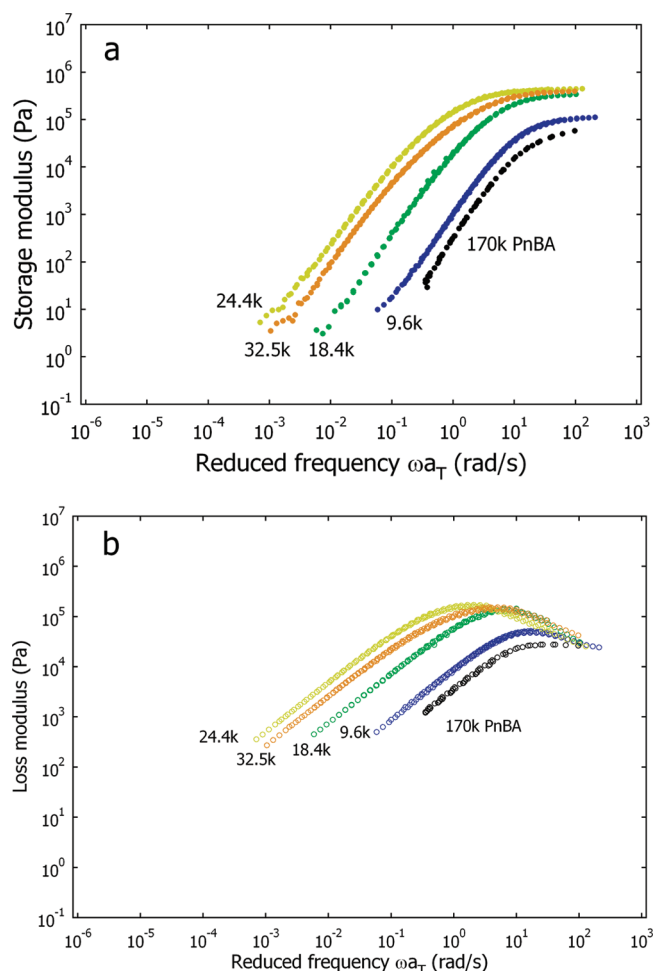 a
Storage modulus (Pa)
10^7
10^6
10^5
10^4
10^3
10^2
10^1
10^0
10^-1
170k PnBA
24.4k
32.5k
18.4k
9.6k
10^-6 10^-5 10^-4 10^-3 10^-2 10^-1 10^0 10^1 10^2 10^3
Reduced frequency ωa_T (rad/s)
b
Loss modulus (Pa)
10^7
10^6
10^5
10^4
10^3
10^2
10^1
10^0
10^-1
24.4k
32.5k
18.4k
9.6k
170k PnBA
10^-6 10^-5 10^-4 10^-3 10^-2 10^-1 10^0 10^1 10^2 10^3
Reduced frequency ωa_T (rad/s)